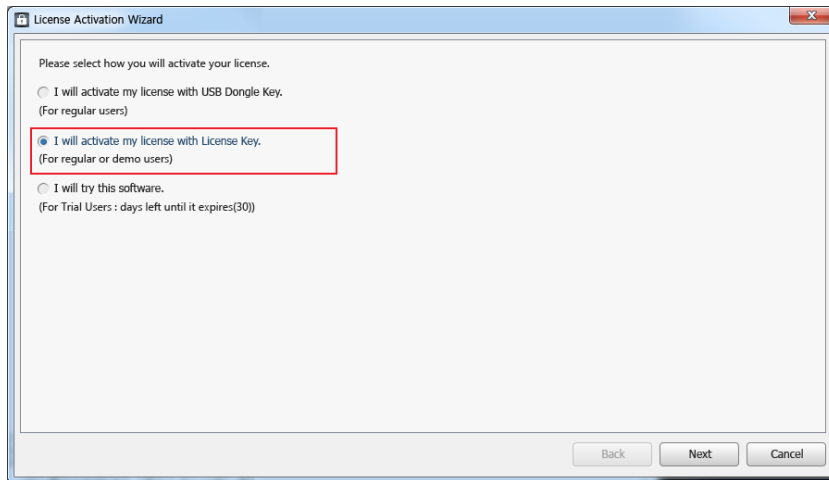 License Activation Wizard
Please select how you will activate your license.
I will activate my license with USB Dongle Key.
(For regular users)
I will activate my license with License Key.
(For regular or demo users)
I will try this software.
(For Trial Users : days left until it expires(30))
Back Next Cancel